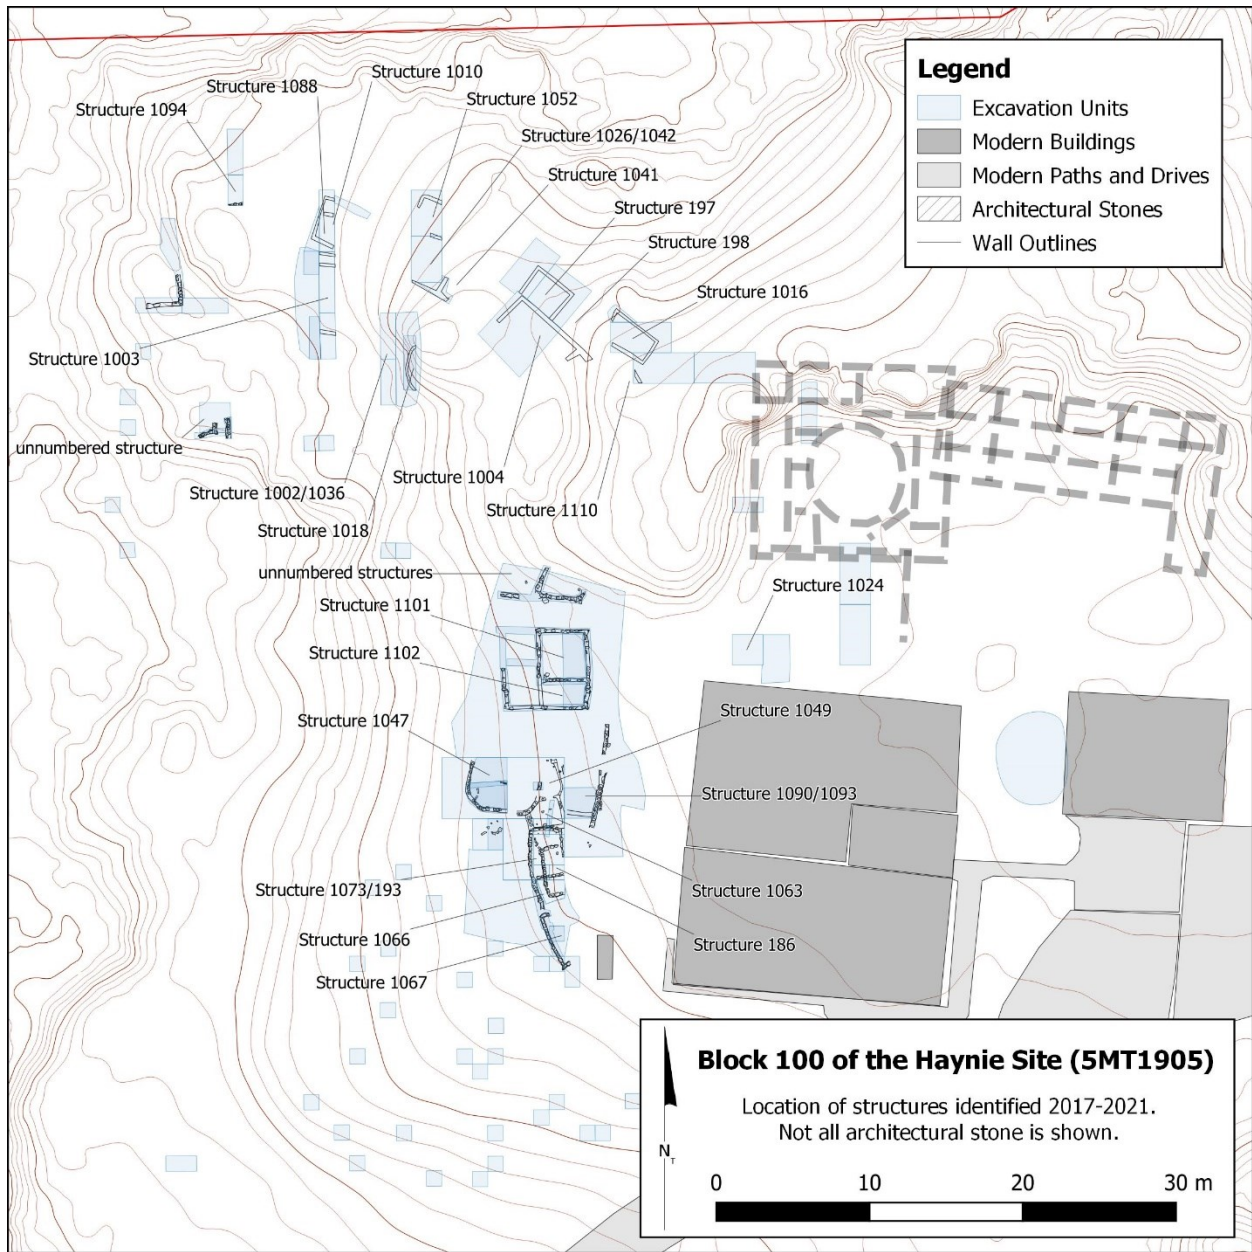 Legend
Excavation Units
Modern Buildings
Modern Paths and Drives
Architectural Stones
Wall Outlines
Structure 1010
Structure 1088
Structure 1052
Structure 1094
Structure 1026/1042
Structure 1041
Structure 197
Structure 198
Structure 1016
Structure 1003
unnumbered structure
Structure 1004
Structure 1002/1036
Structure 1110
Structure 1018
unnumbered structures
Structure 1024
Structure 1101
Structure 1102
Structure 1049
Structure 1047
Structure 1090/1093
Structure 1073/193
Structure 1063
Structure 1066
Structure 186
Structure 1067
Block 100 of the Haynie Site (5MT1905)
Location of structures identified 2017-2021.
Not all architectural stone is shown.
NT
0 10 20 30 m